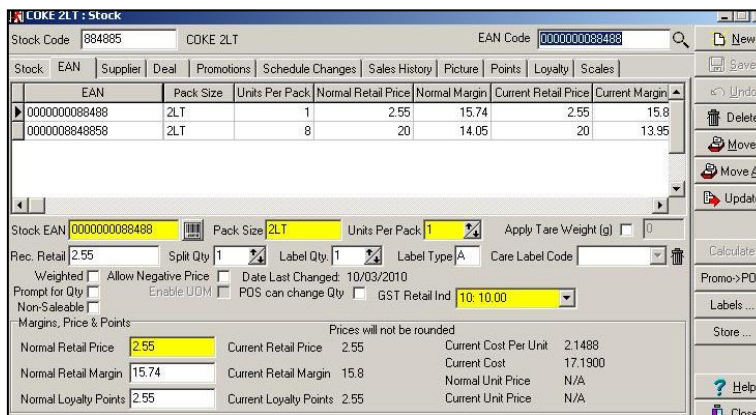 COKE 2LT : Stock
Stock Code 884885 COKE 2LT EAN Code 0000000088488
Stock EAN Supplier Deal Promotions Schedule Changes Sales History Picture Points Loyalty Scales
EAN Pack Size Units Per Pack Normal Retail Price Normal Margin Current Retail Price Current Margin
0000000088488 2LT 1 2.55 15.74 2.55 15.8
0000008848858 2LT 8 20 14.05 20 13.95
Stock EAN 0000000088488 Pack Size 2LT Units Per Pack 1 Apply Tare Weight (g) 0
Rec. Retail 2.55 Split Qty 1 Label Qty. 1 Label Type A Care Label Code
Weighted Allow Negative Price Date Last Changed: 10/03/2010
Prompt for Qty Enable UOM POS can change Qty GST Retail Ind 10: 10.00
Non-Saleable
Margins, Price & Points
Prices will not be rounded
Normal Retail Price 2.55 Current Retail Price 2.55 Current Cost Per Unit 2.1488
Current Cost 17.1900
Normal Retail Margin 15.74 Current Retail Margin 15.8 Normal Unit Price N/A
Normal Loyalty Points 2.55 Current Loyalty Points 2.55 Current Unit Price N/A
New
Save
Undo
Delete
Move
Move A
Updat
Calculate
Promo->PO
Labels ...
Store ...
Help
Clos